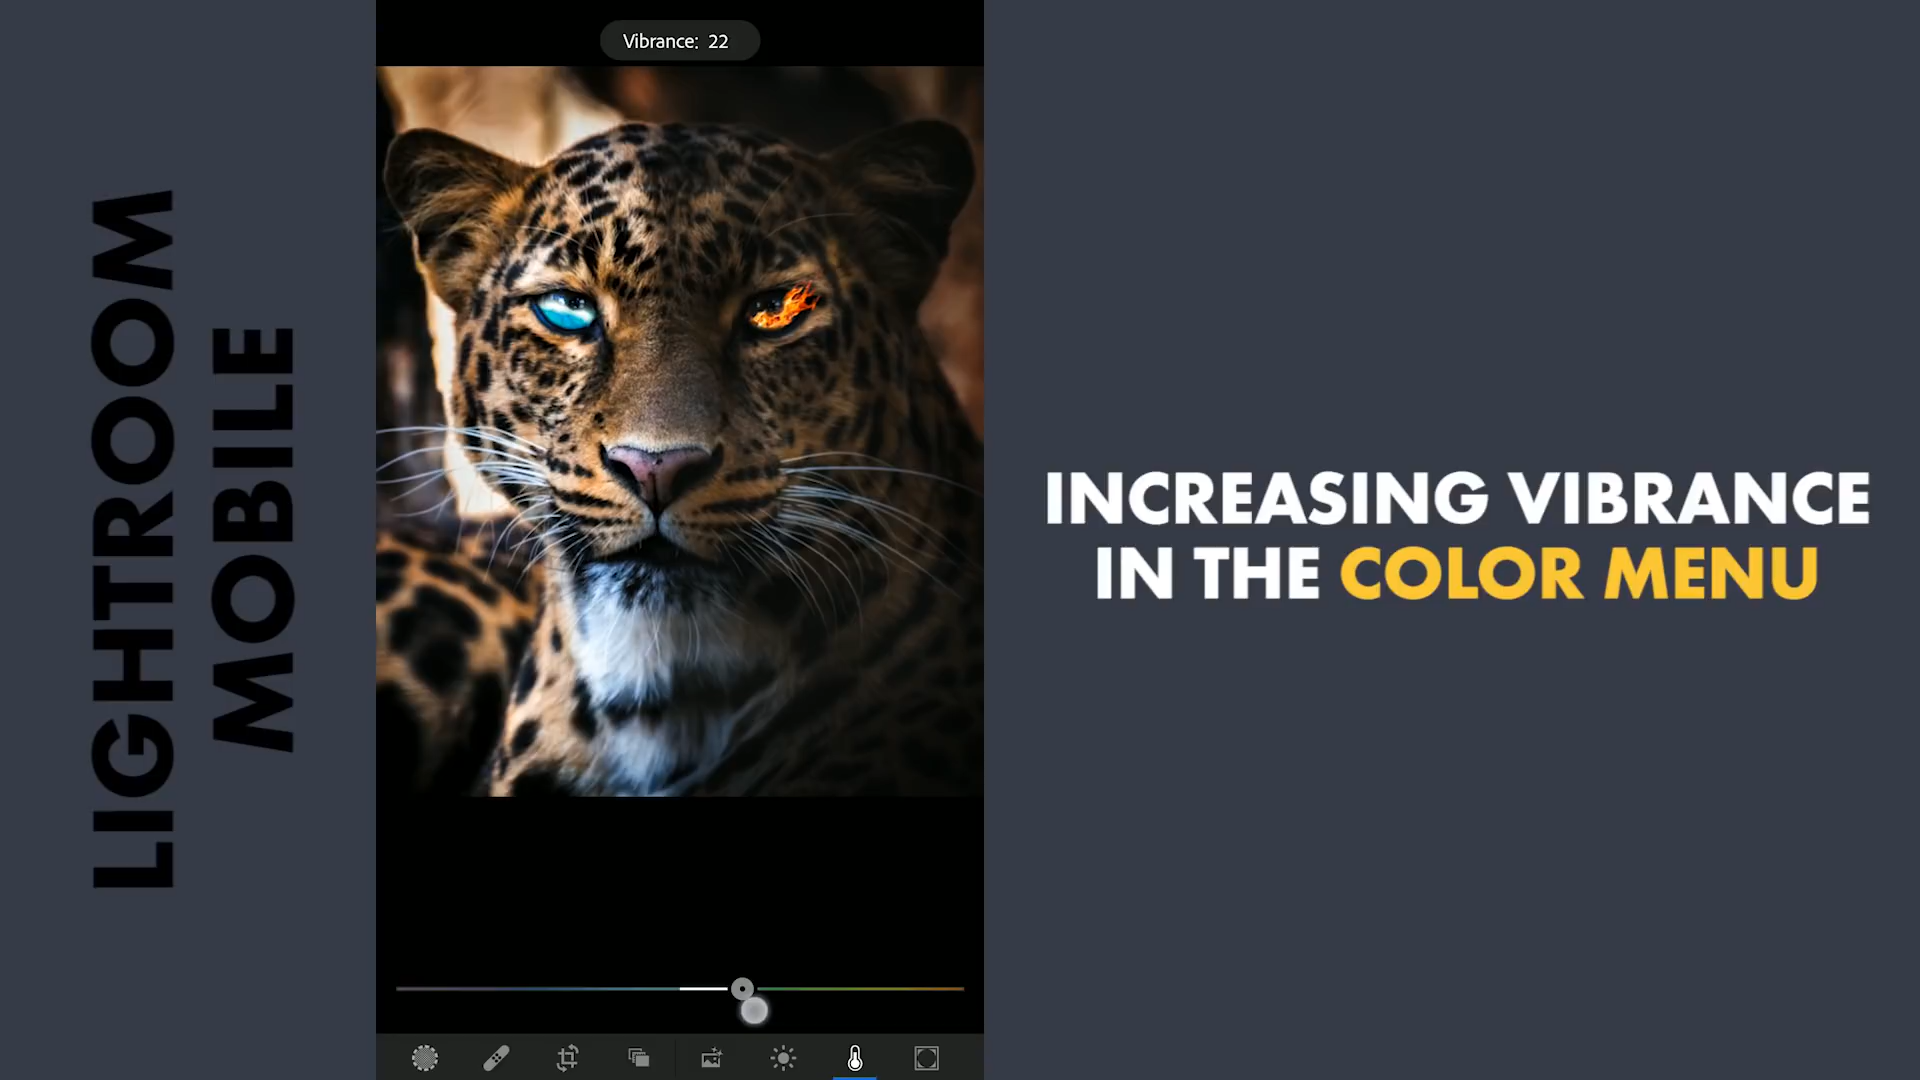 LIGHTROOM
MOBILE
Vibrance: 22
INCREASING VIBRANCE
IN THE COLOR MENU